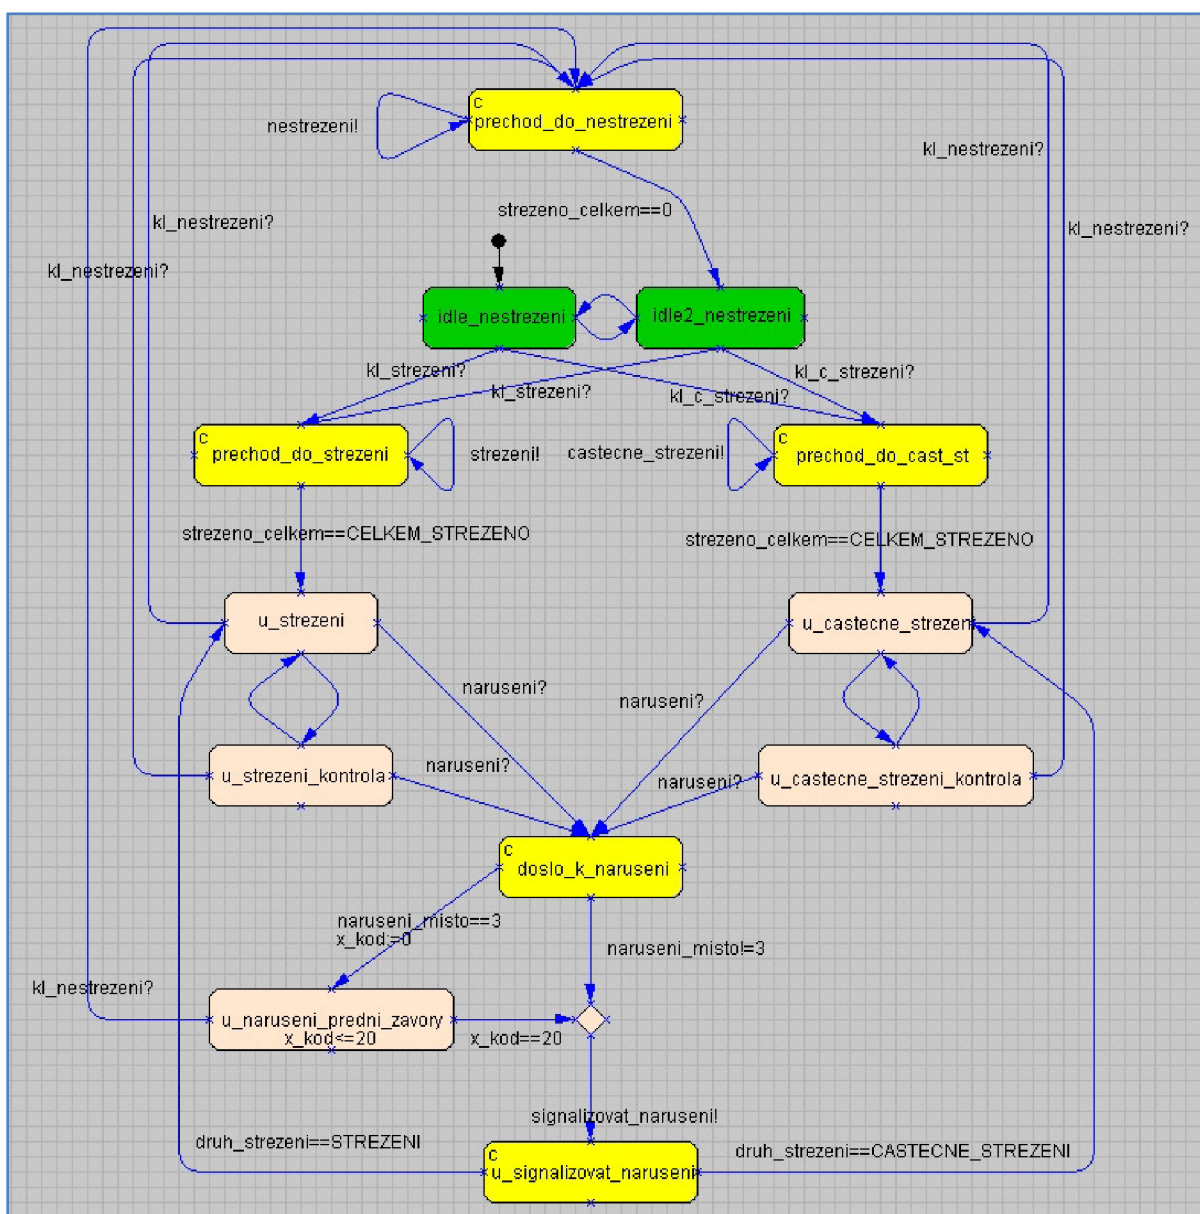 C
prechod_do_nestrezeni
nestrezeni!
kl_nestrezeni?
strezeno_celkem==0
kl_nestrezeni?
kl_nestrezeni?
kl_nestrezeni?
idle_nestrezeni
idle2_nestrezeni
kl_strezeni?
kl_strezeni?
kl_c_strezeni?
kl_c_strezeni?
C
prechod_do_strezeni
strezeni!
castecne_strezeni!
C
prechod_do_cast_st
strezeno_celkem==CELKEM_STREZENO
strezeno_celkem==CELKEM_STREZENO
u_strezeni
u_castecne_strezeni
naruseni?
naruseni?
u_strezeni_kontrola
naruseni?
naruseni?
u_castecne_strezeni_kontrola
C
doslo_k_naruseni
naruseni_misto==3
x_kod:=0
naruseni_misto!=3
kl_nestrezeni?
u_naruseni_predni_zavory
x_kod<=20
x_kod==20
signalizovat_naruseni!
druh_strezeni==STREZENI
C
u_signalizovat_naruseni
druh_strezeni==CASTECNE_STREZENI